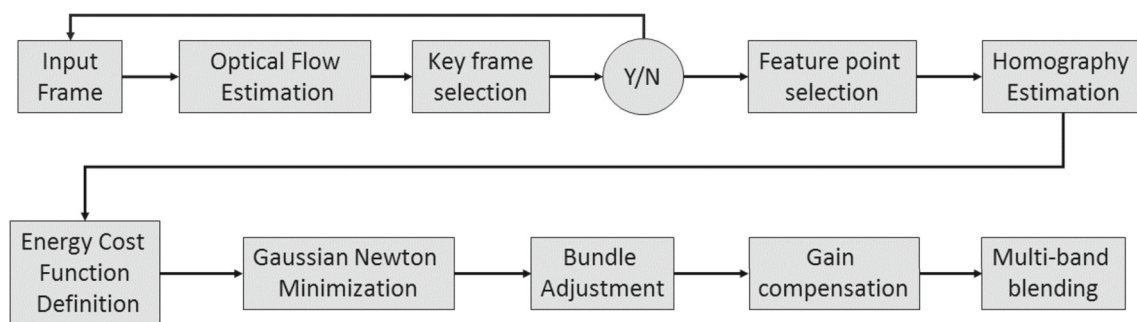 Input
Frame
Optical Flow
Estimation
Key frame
selection
Y/N
Feature point
selection
Homography
Estimation
Energy Cost
Function
Definition
Gaussian Newton
Minimization
Bundle
Adjustment
Gain
compensation
Multi-band
blending